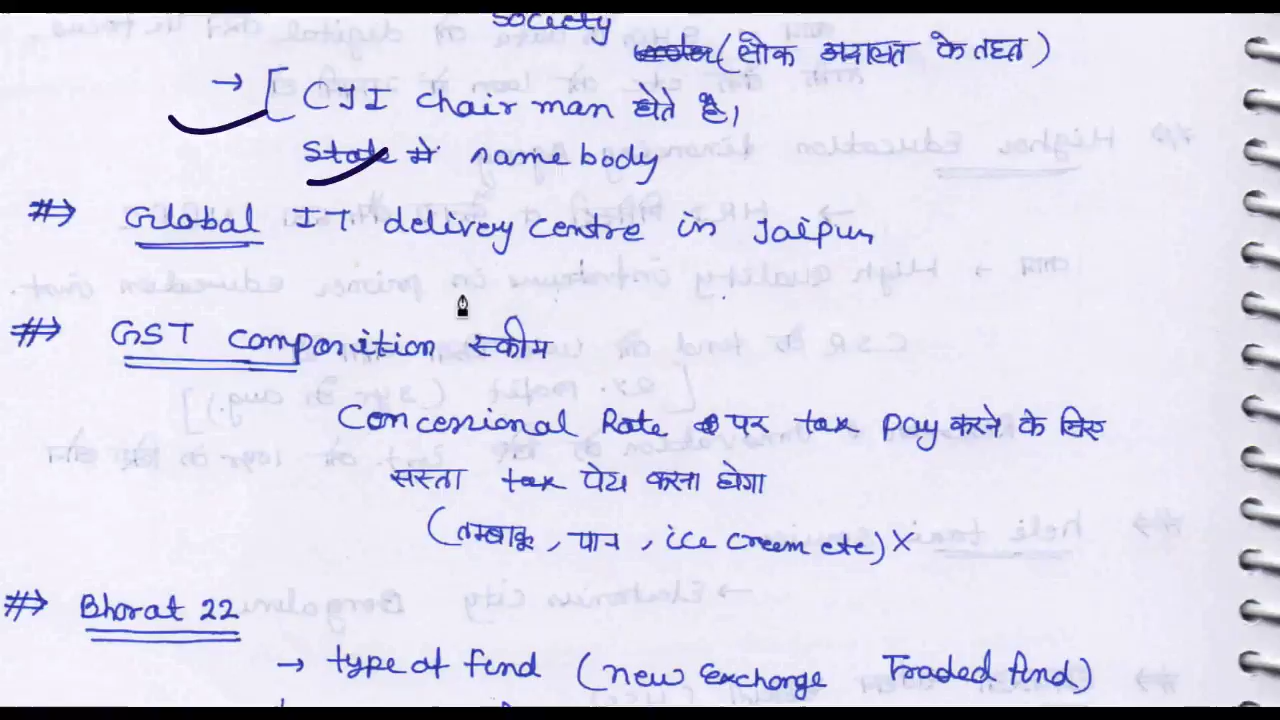 Society
(लोक अदालत के तहत)
→ [CJI Chairman होते है,
State में same body
#⇒ Global IT delivery centre in Jaipur
#⇒ GST Composition स्कीम
Concessional Rate पर tax pay करने के लिए
सस्ता tax पेय करना होगा
(तम्बाकू, पान, ice creem etc) ×
#⇒ Bharat 22
→ type of fund (new Exchange Traded fund)